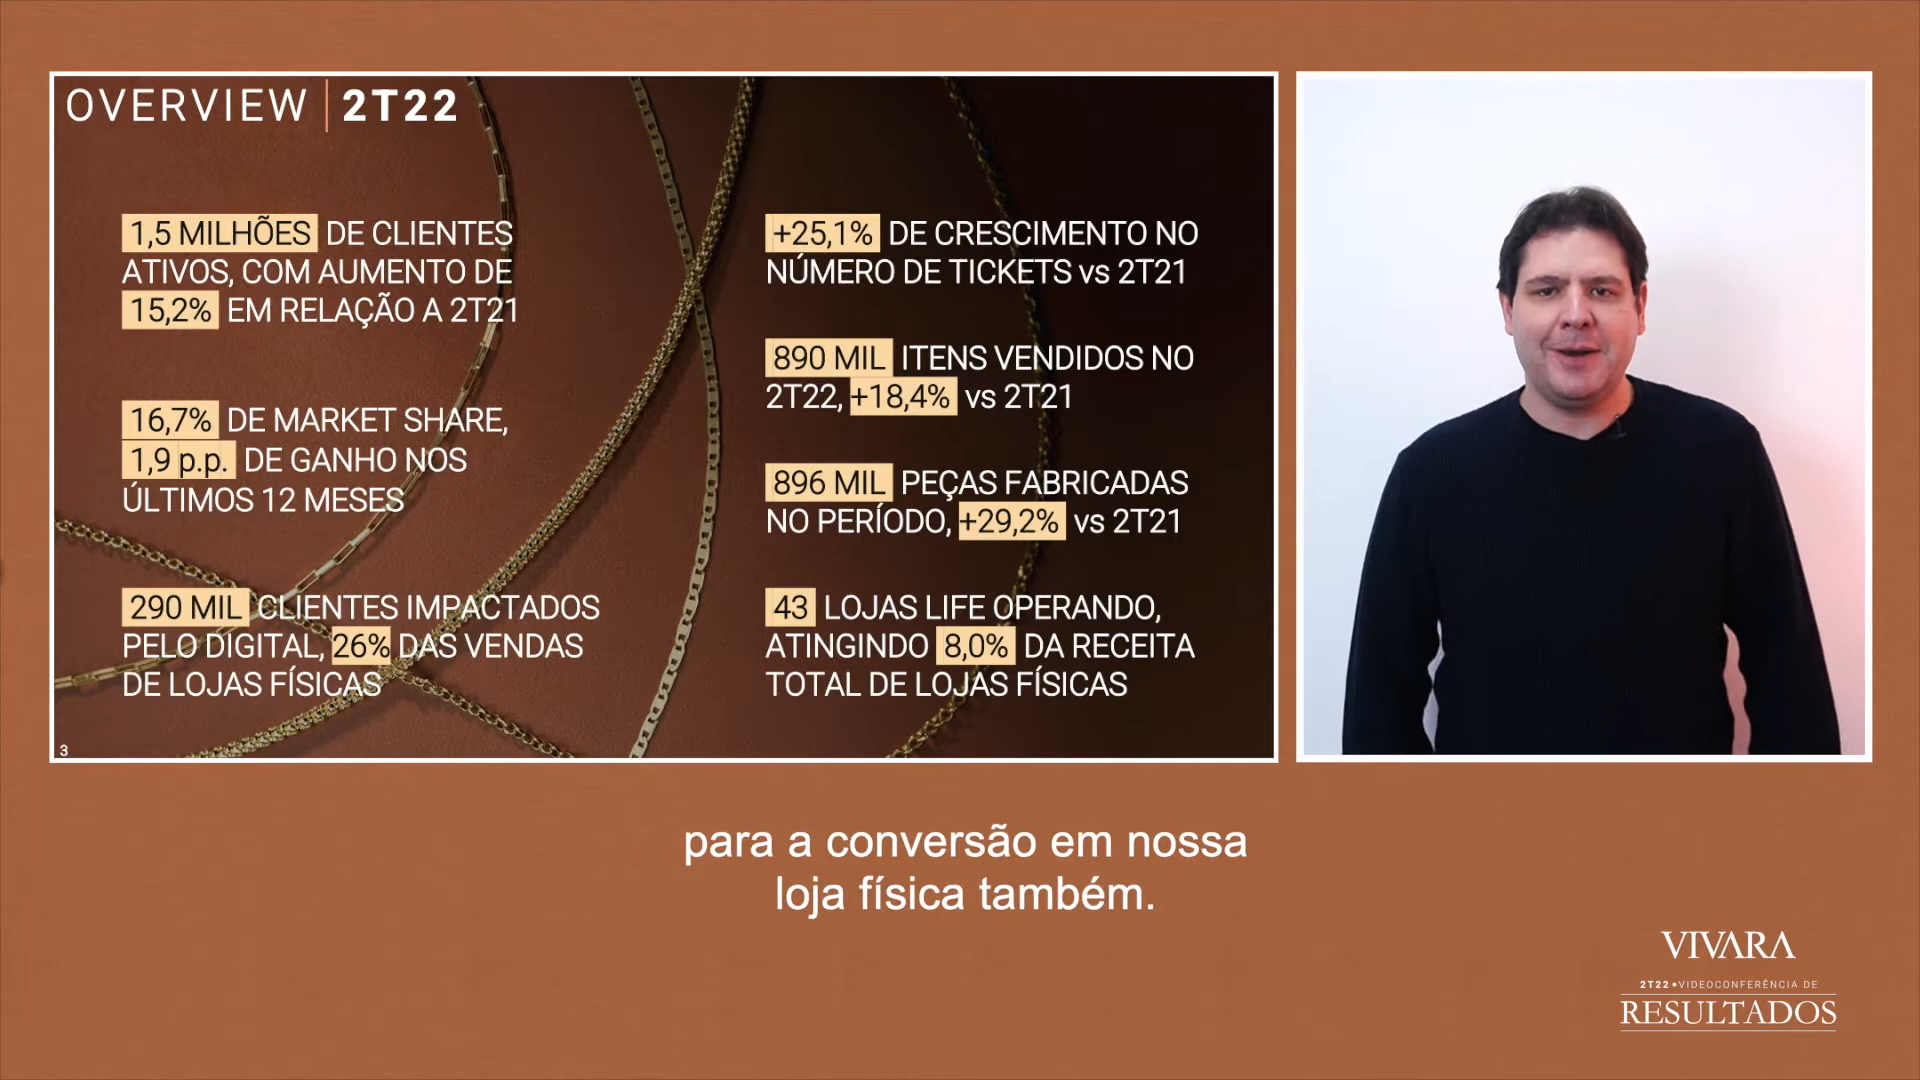 OVERVIEW | 2T22
1,5 MILHÕES DE CLIENTES
ATIVOS, COM AUMENTO DE
15,2% EM RELAÇÃO A 2T21
16,7% DE MARKET SHARE,
1,9 p.p. DE GANHO NOS
ÚLTIMOS 12 MESES
290 MIL CLIENTES IMPACTADOS
PELO DIGITAL, 26% DAS VENDAS
DE LOJAS FÍSICAS
+25,1% DE CRESCIMENTO NO
NÚMERO DE TICKETS vs 2T21
890 MIL ITENS VENDIDOS NO
2T22, +18,4% vs 2T21
896 MIL PEÇAS FABRICADAS
NO PERÍODO, +29,2% vs 2T21
43 LOJAS LIFE OPERANDO,
ATINGINDO 8,0% DA RECEITA
TOTAL DE LOJAS FÍSICAS
3
para a conversão em nossa
loja física também.
VIVARA
2T22•VIDEOCONFERÊNCIA DE
RESULTADOS